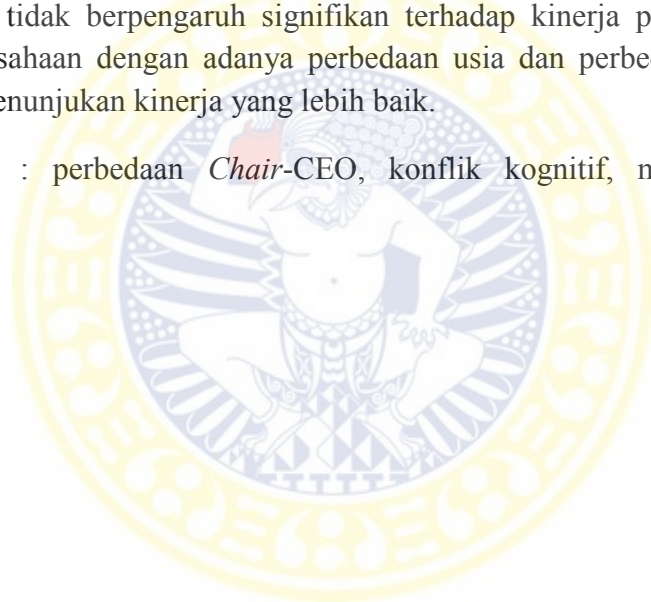 tidak berpengaruh signifikan terhadap kinerja p
sahaan dengan adanya perbedaan usia dan perbe
enunjukan kinerja yang lebih baik.
: perbedaan Chair-CEO, konflik kognitif, n